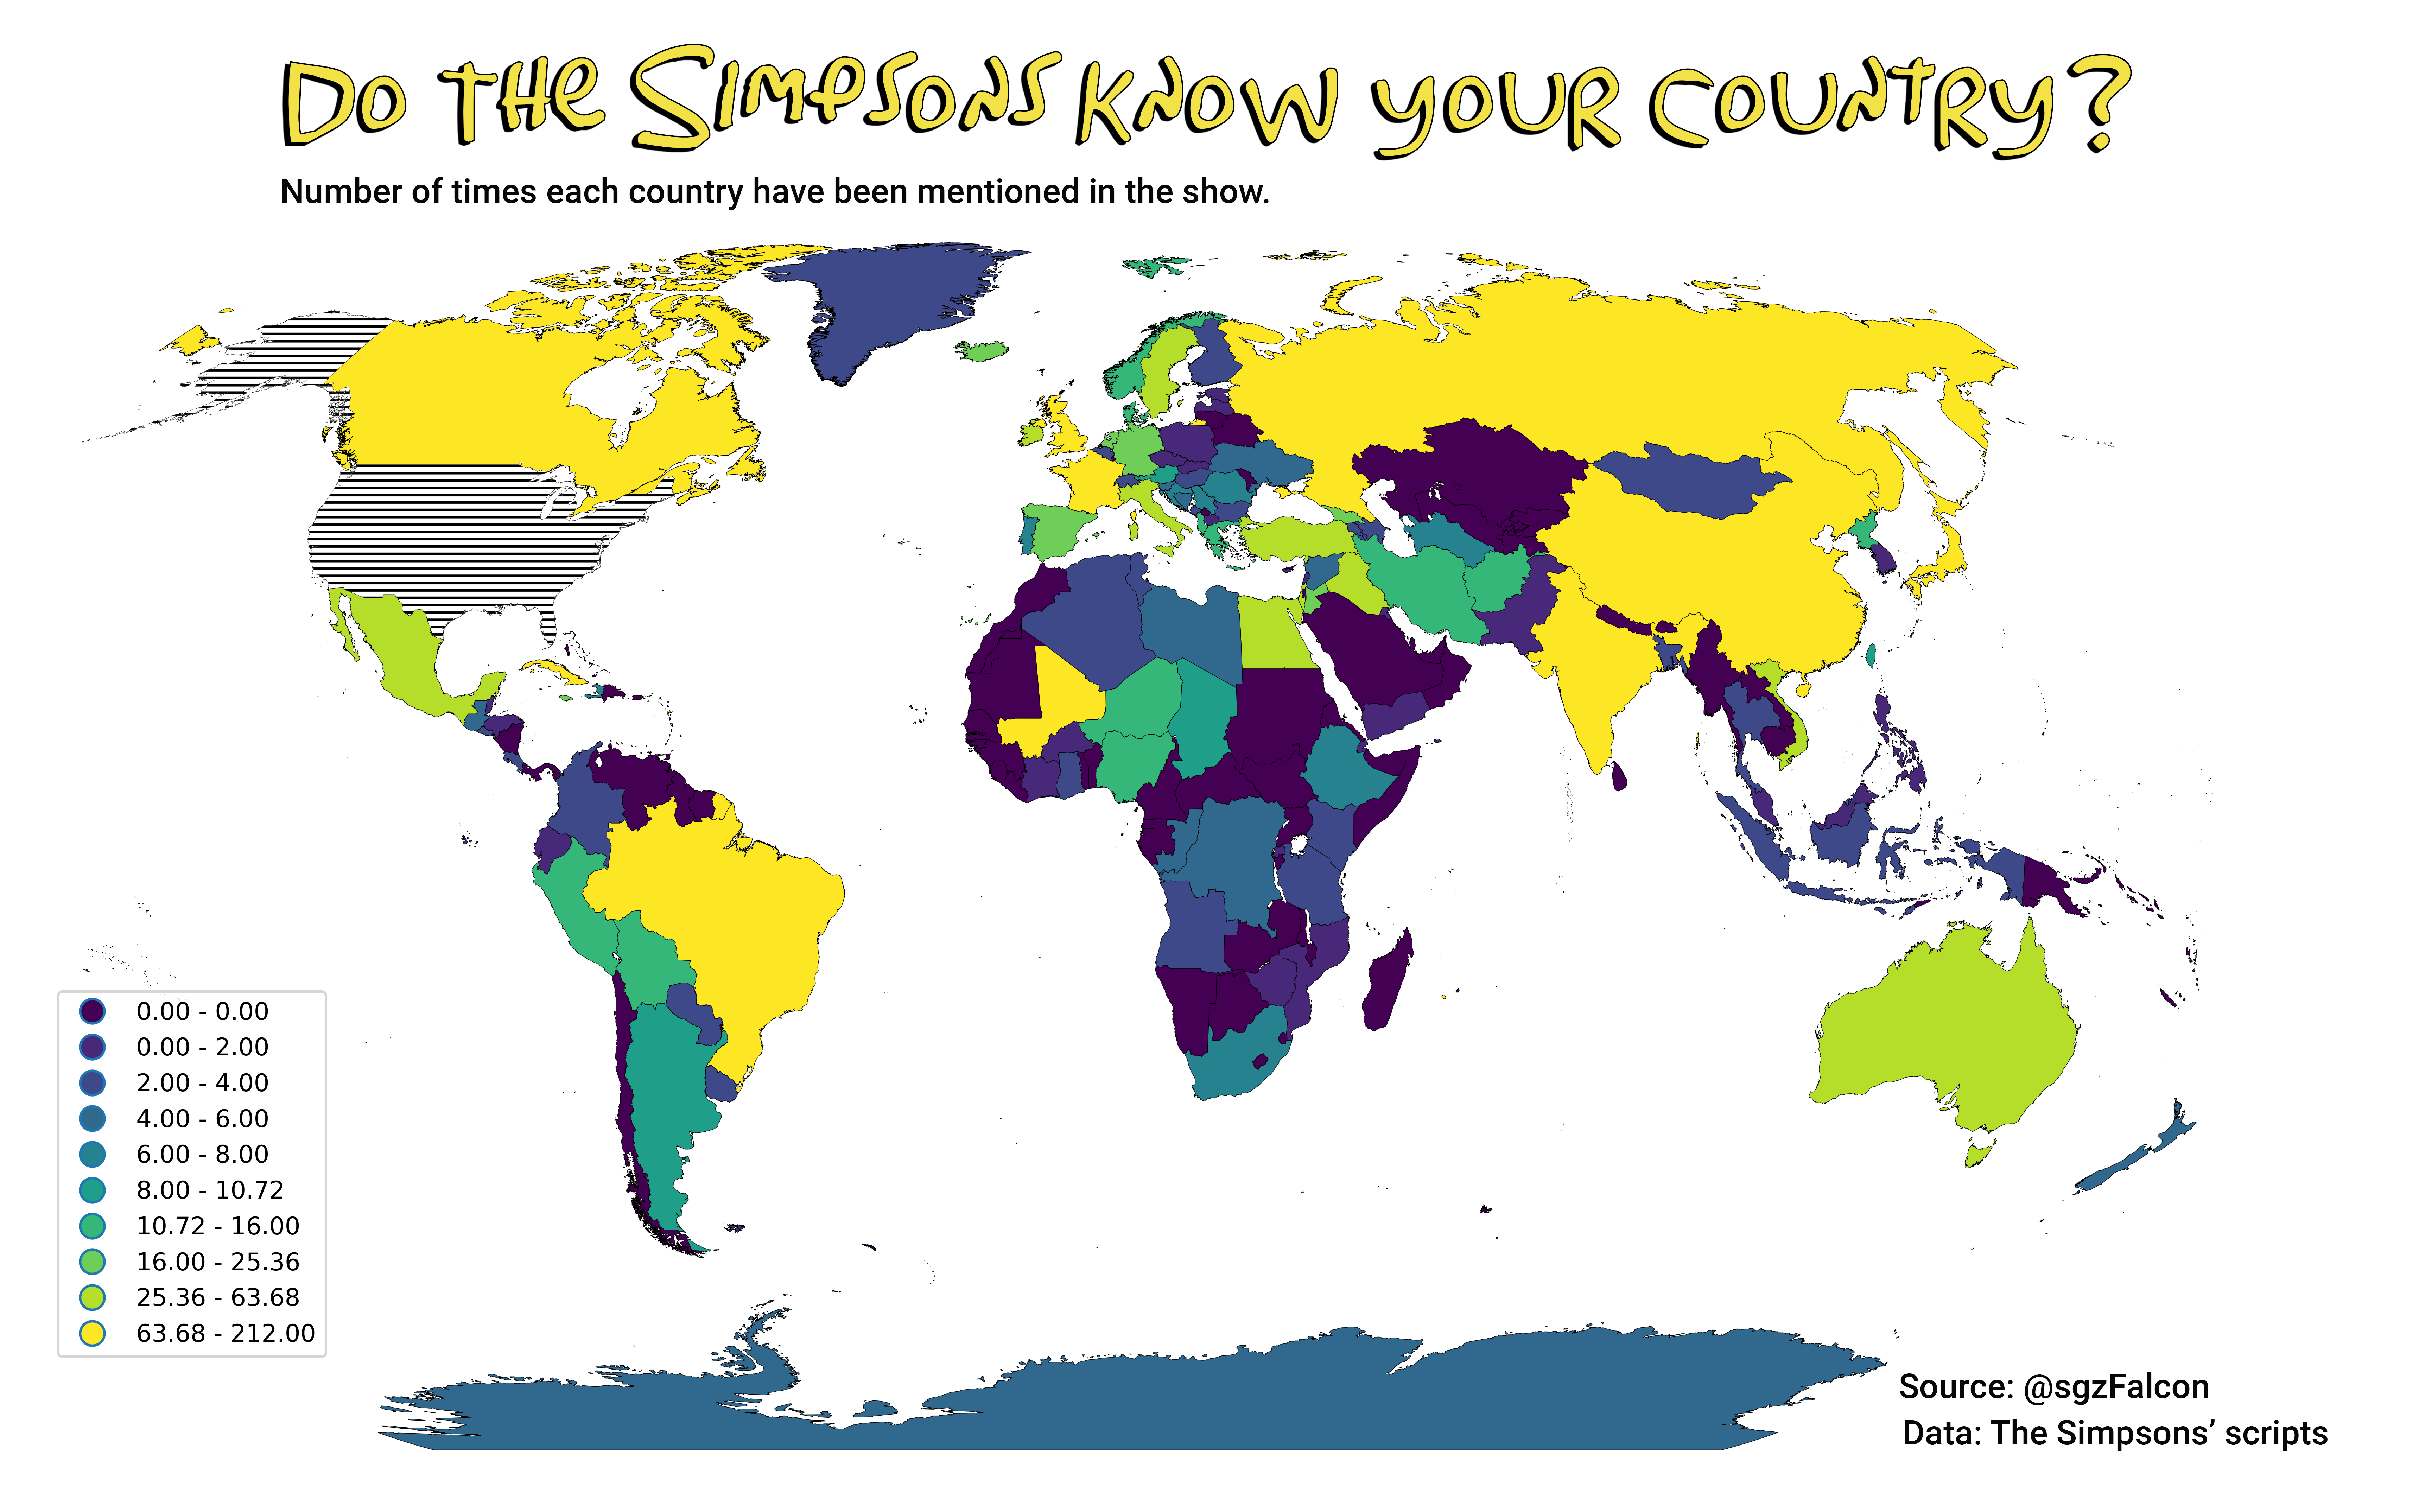 Do the Simpsons know your country?
Number of times each country have been mentioned in the show.
0.00 - 0.00
0.00 - 2.00
2.00 - 4.00
4.00 - 6.00
6.00 - 8.00
8.00 - 10.72
10.72 - 16.00
16.00 - 25.36
25.36 - 63.68
63.68 - 212.00
Source: @sgzFalcon
Data: The Simpsons’ scripts